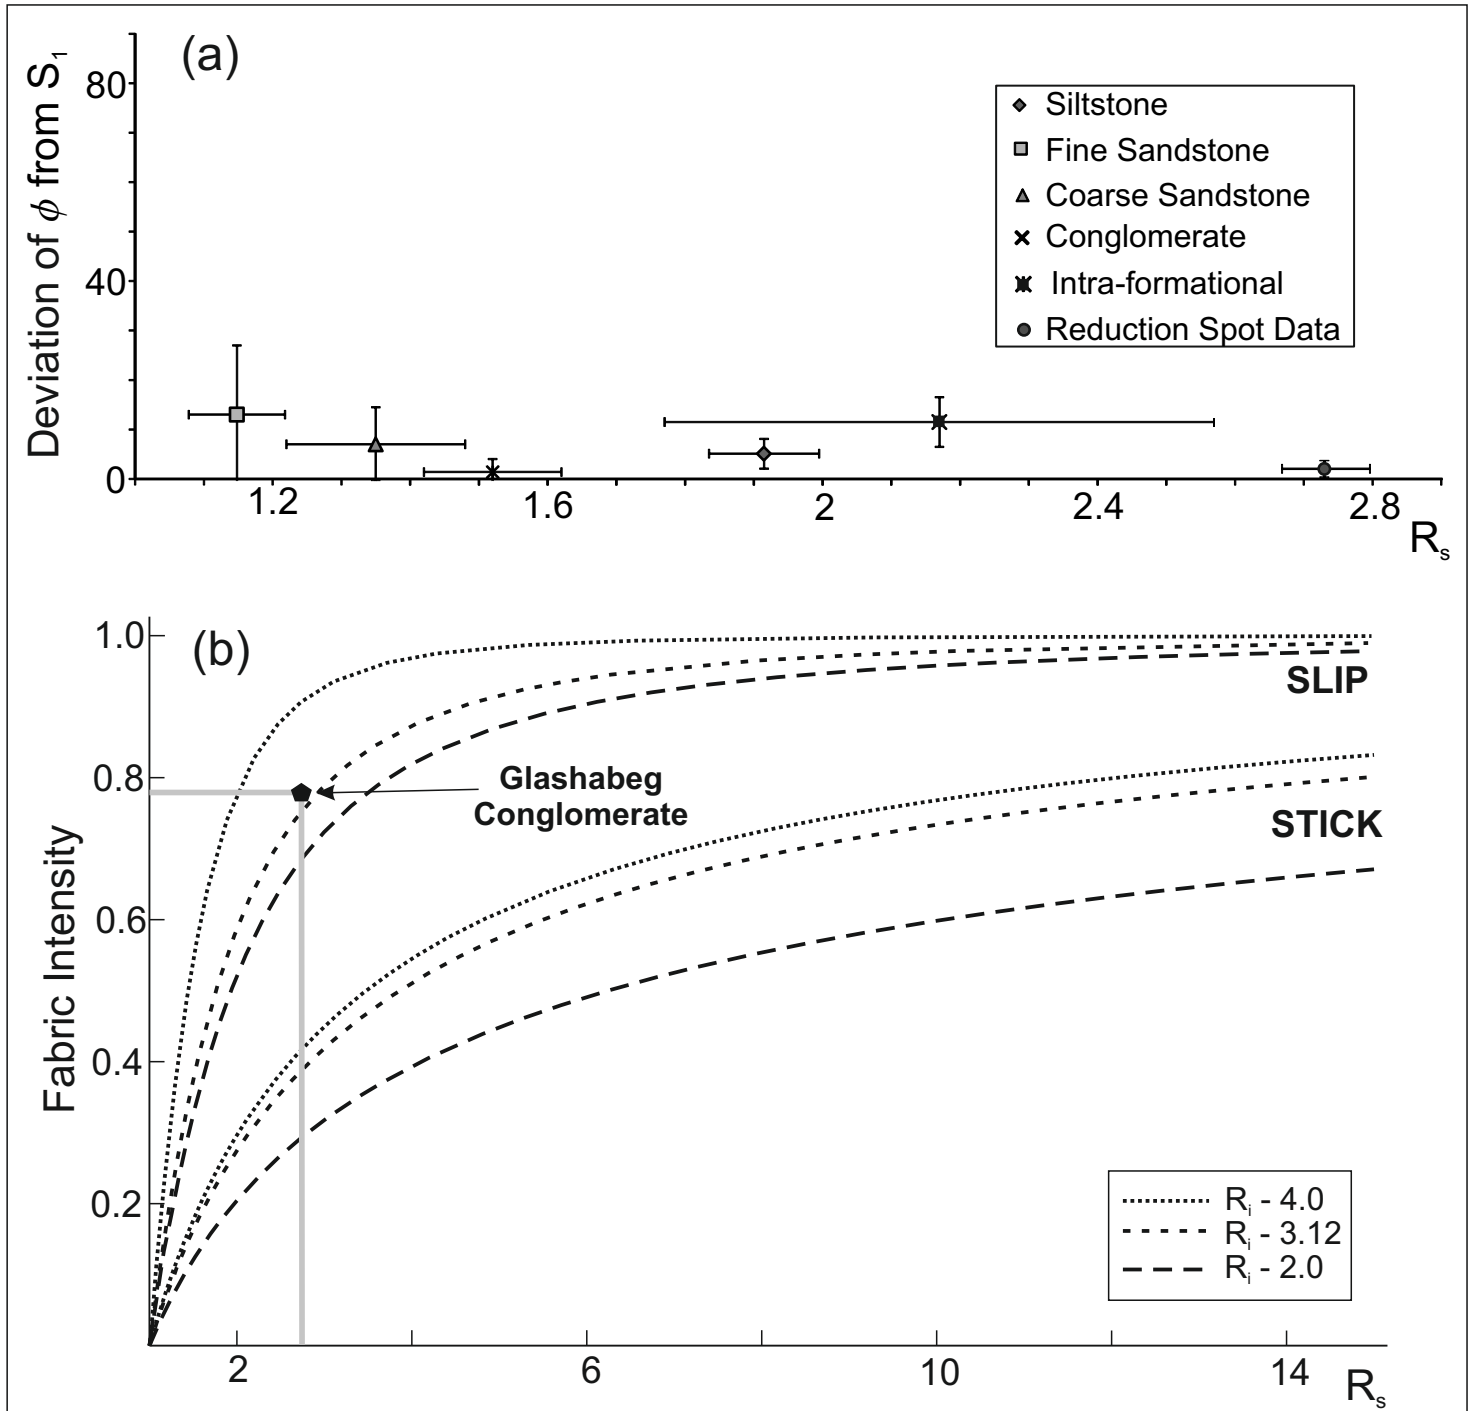 (a)
Deviation of ϕ from S₁
80
40
0
Siltstone
Fine Sandstone
Coarse Sandstone
Conglomerate
Intra-formational
Reduction Spot Data
1.2 1.6 2 2.4 2.8
Rₛ
(b)
Fabric Intensity
1.0
0.8
0.6
0.4
0.2
SLIP
Glashabeg
Conglomerate
STICK
Rᵢ - 4.0
Rᵢ - 3.12
Rᵢ - 2.0
2 6 10 14
Rₛ